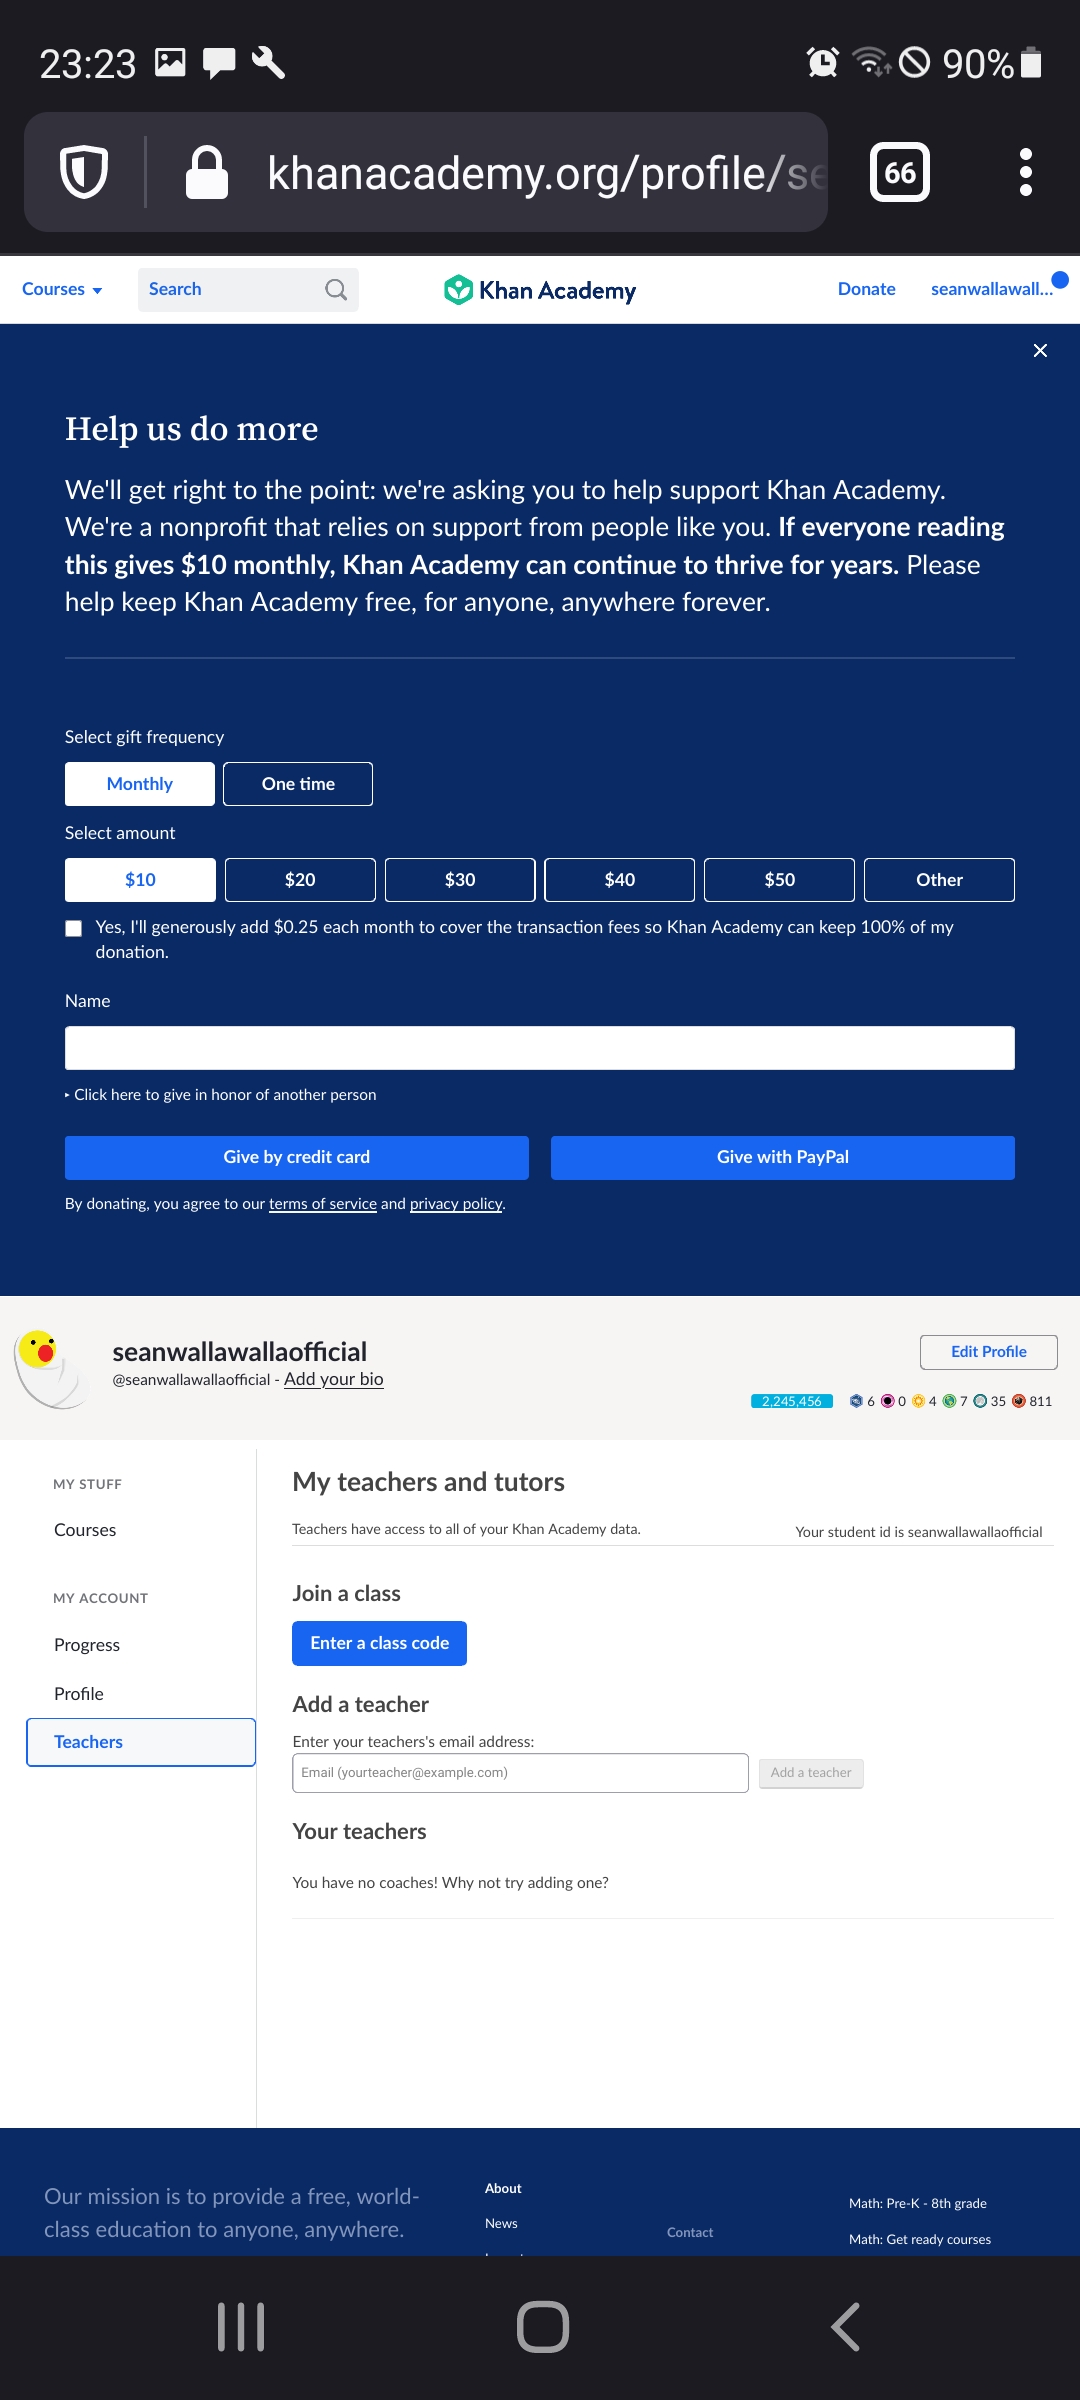 23:23
90%
khanacademy.org/profile/se
66
Courses
Search
Khan Academy
Donate
seanwallawall...
Help us do more
We'll get right to the point: we're asking you to help support Khan Academy.
We're a nonprofit that relies on support from people like you. If everyone reading
this gives $10 monthly, Khan Academy can continue to thrive for years. Please
help keep Khan Academy free, for anyone, anywhere forever.
Select gift frequency
Monthly
One time
Select amount
$10
$20
$30
$40
$50
Other
Yes, I'll generously add $0.25 each month to cover the transaction fees so Khan Academy can keep 100% of my
donation.
Name
Click here to give in honor of another person
Give by credit card
Give with PayPal
By donating, you agree to our terms of service and privacy policy.
seanwallawallaofficial
@seanwallawallaofficial - Add your bio
Edit Profile
2,245,456
6 0 4 7 35 811
MY STUFF
Courses
MY ACCOUNT
Progress
Profile
Teachers
My teachers and tutors
Teachers have access to all of your Khan Academy data.
Your student id is seanwallawallaofficial
Join a class
Enter a class code
Add a teacher
Enter your teachers's email address:
Email (yourteacher@example.com)
Add a teacher
Your teachers
You have no coaches! Why not try adding one?
Our mission is to provide a free, world-
class education to anyone, anywhere.
About
News
Contact
Math: Pre-K - 8th grade
Math: Get ready courses